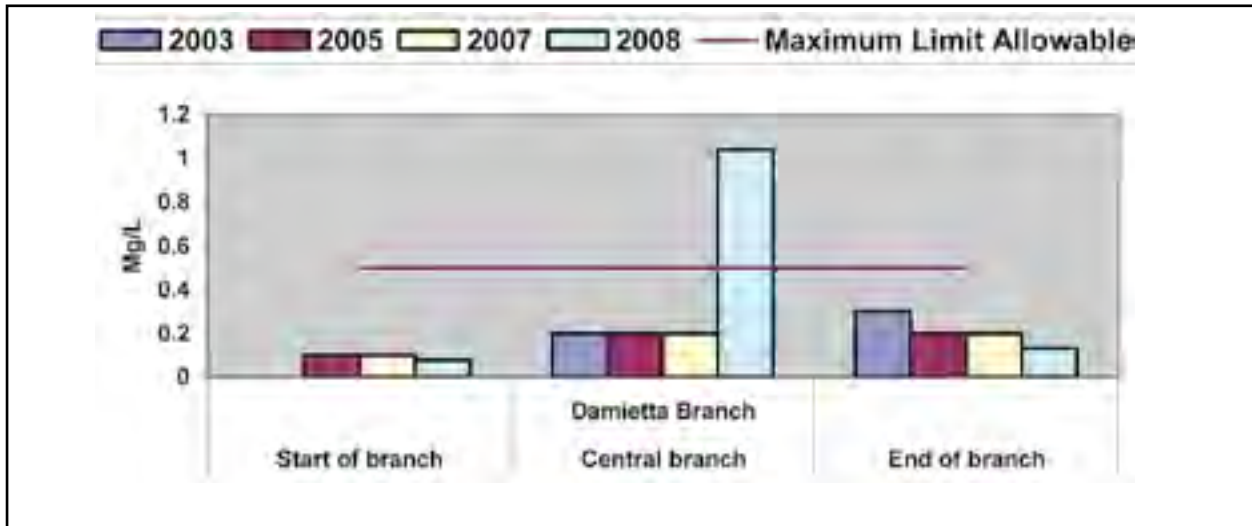 2003 2005 2007 2008 Maximum Limit Allowable
1.2
1
0.8
0.6
0.4
0.2
0
Mg/L
Damietta Branch
Start of branch Central branch End of branch